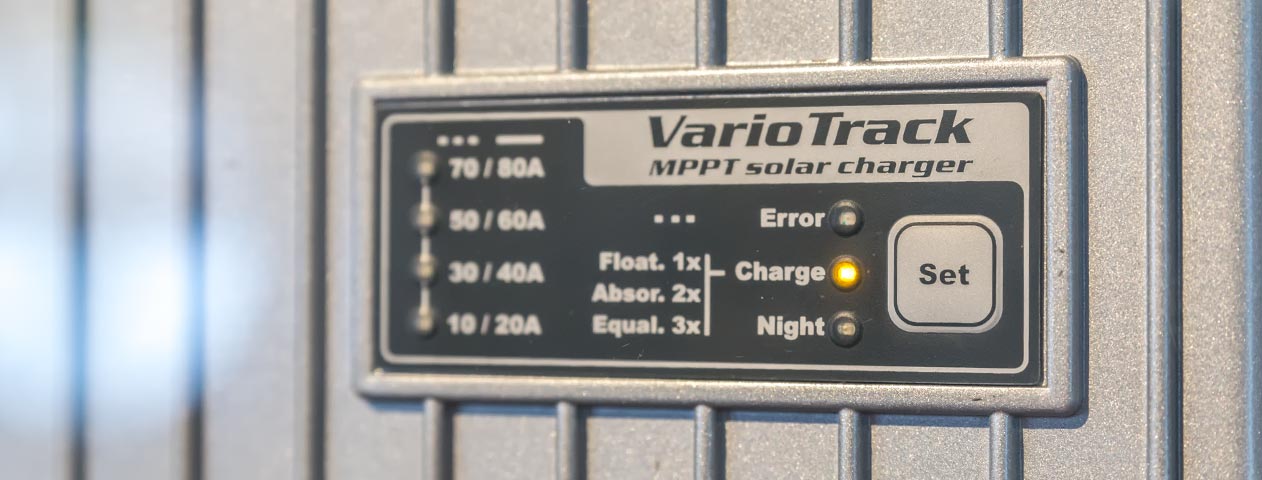 VarioTrack
MPPT solar charger
70 / 80A
50 / 60A
30 / 40A
10 / 20A
Float. 1x
Absor. 2x
Equal. 3x
Error
Charge
Night
Set